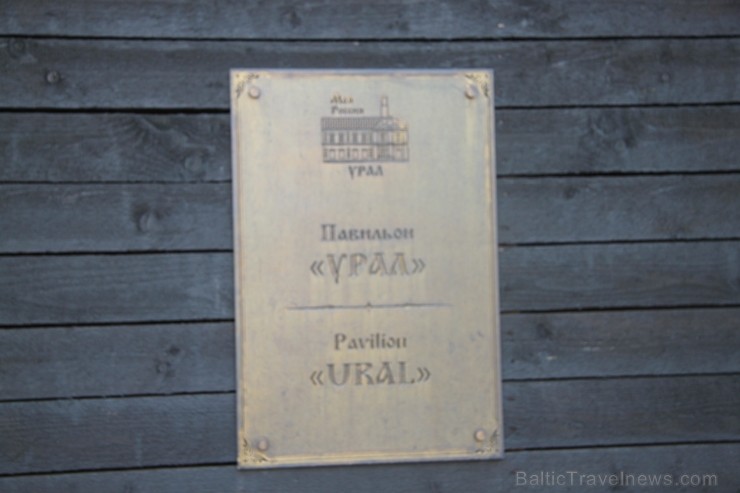 Моя
Россия
УРАЛ
Павильон
«УРАЛ»
Pavilion
«URAL»
BalticTravelnews.com